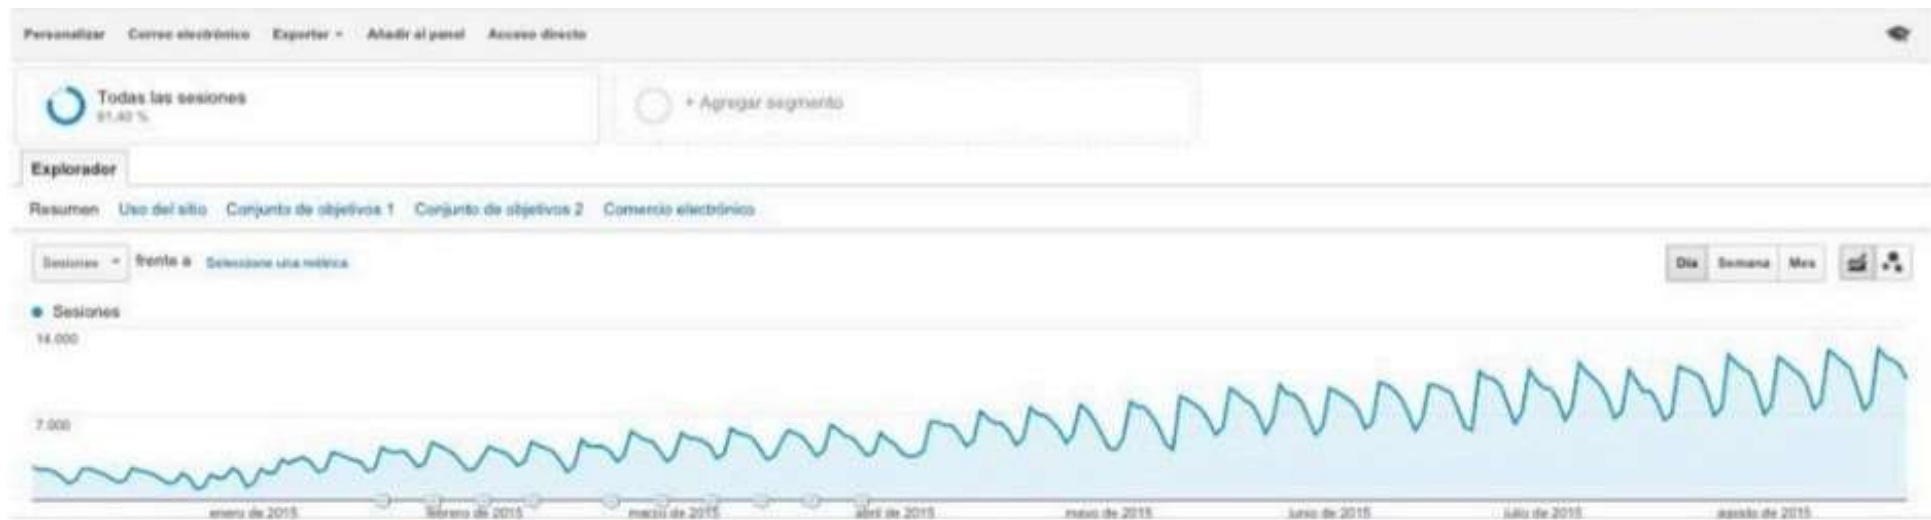 Personalizar Correo electrónico Exportar Añadir al panel Acceso directo
Todas las sesiones
+ Agregar segmento
61,40 %
Explorador
Resumen Uso del sitio Conjunto de objetivos 1 Conjunto de objetivos 2 Comercio electrónico
Sesiones frente a Seleccione una métrica
Día Semana Mes
Sesiones
14.000
7.000
enero de 2015 febrero de 2015 marzo de 2015 abril de 2015 mayo de 2015 junio de 2015 julio de 2015 agosto de 2015